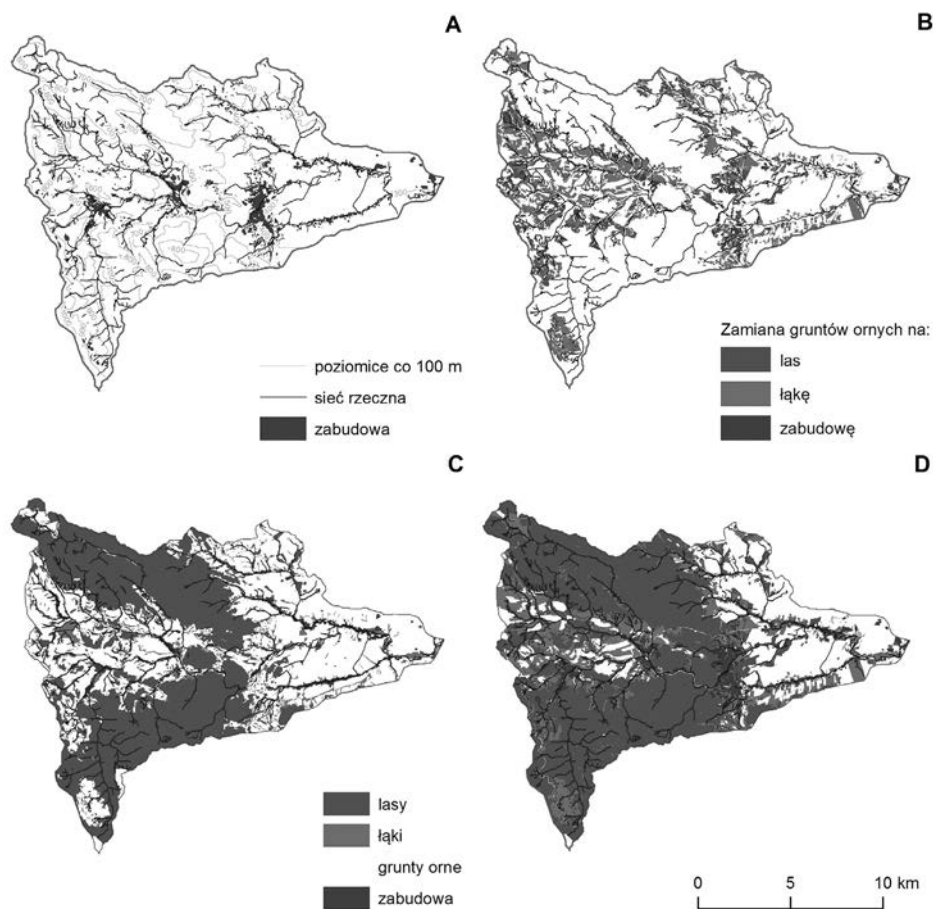 A
B
poziomice co 100 m
sieć rzeczna
zabudowa
Zamiana gruntów ornych na:
las
łąkę
zabudowę
C
D
lasy
łąki
grunty orne
zabudowa
0 5 10 km